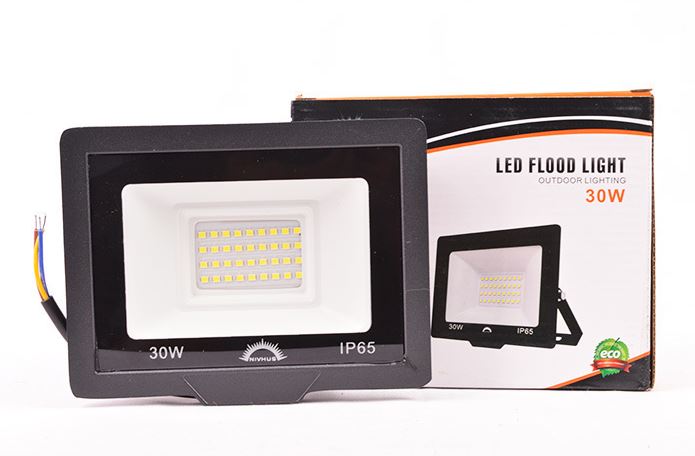 LED FLOOD LIGHT
OUTDOOR LIGHTING
30W
30W
NIVHUS
IP65
30W
IP65
eco